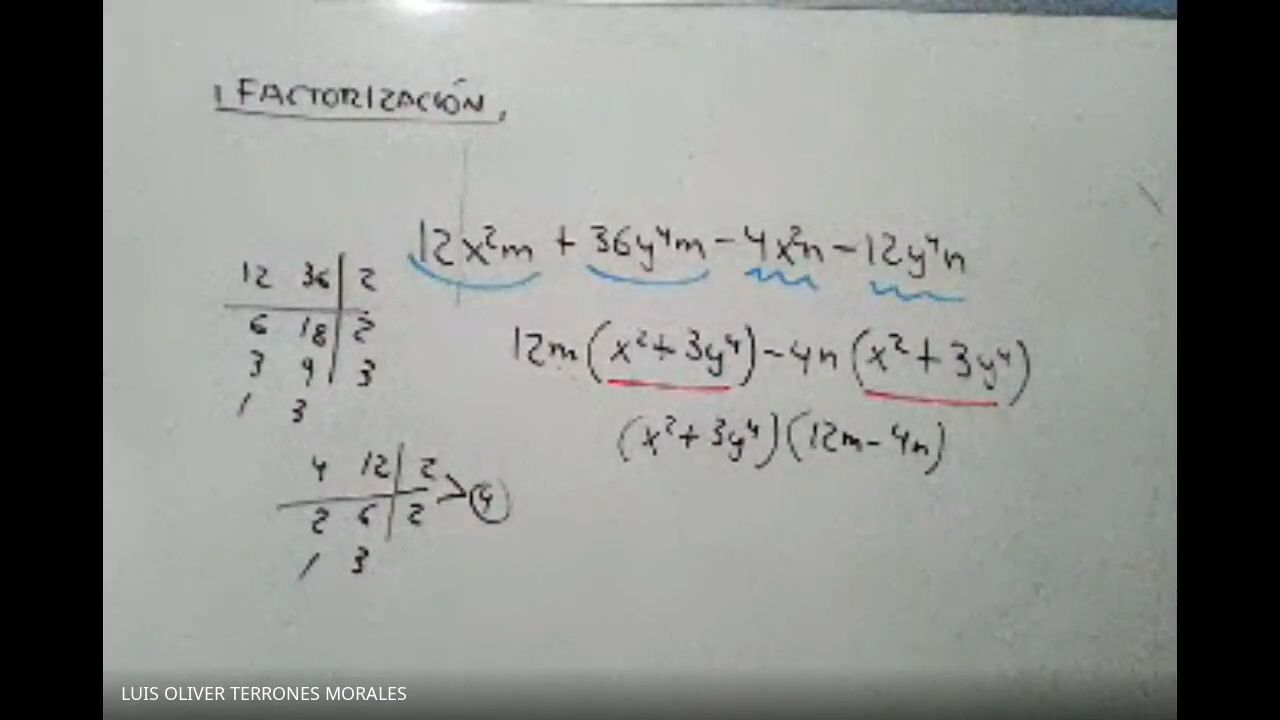 1 FACTORIZACIÓN.
12x²m + 36y⁴m - 4x²n - 12y⁴n
12m(x² + 3y⁴) - 4n(x² + 3y⁴)
(x² + 3y⁴)(12m - 4n)
12 36 | 2
6 18 | 2
3 9 | 3
1 3
4 12 | 2 > 4
2 6 | 2
1 3
LUIS OLIVER TERRONES MORALES